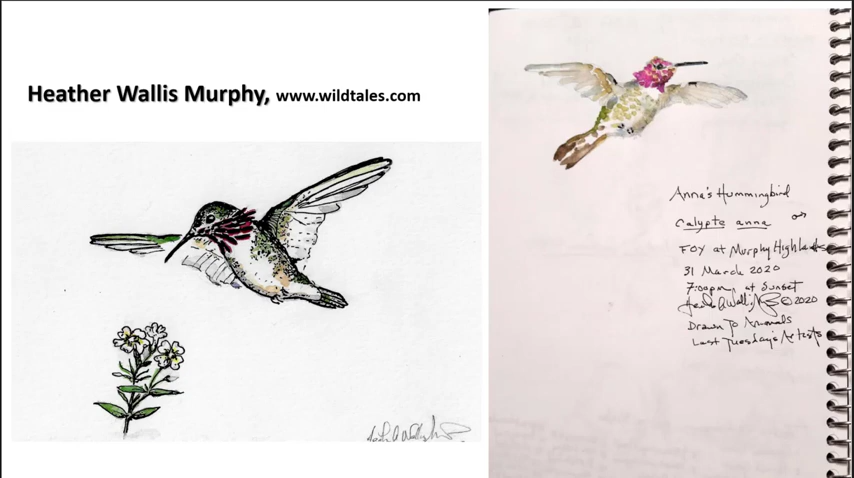 Heather Wallis Murphy, www.wildtales.com
Anna's Hummingbird
Calypte anna ♂
FOY at Murphy Highlands
31 March 2020
7:00pm at Sunset
©2020
Drawn To Animals
Last Tuesday's Artists